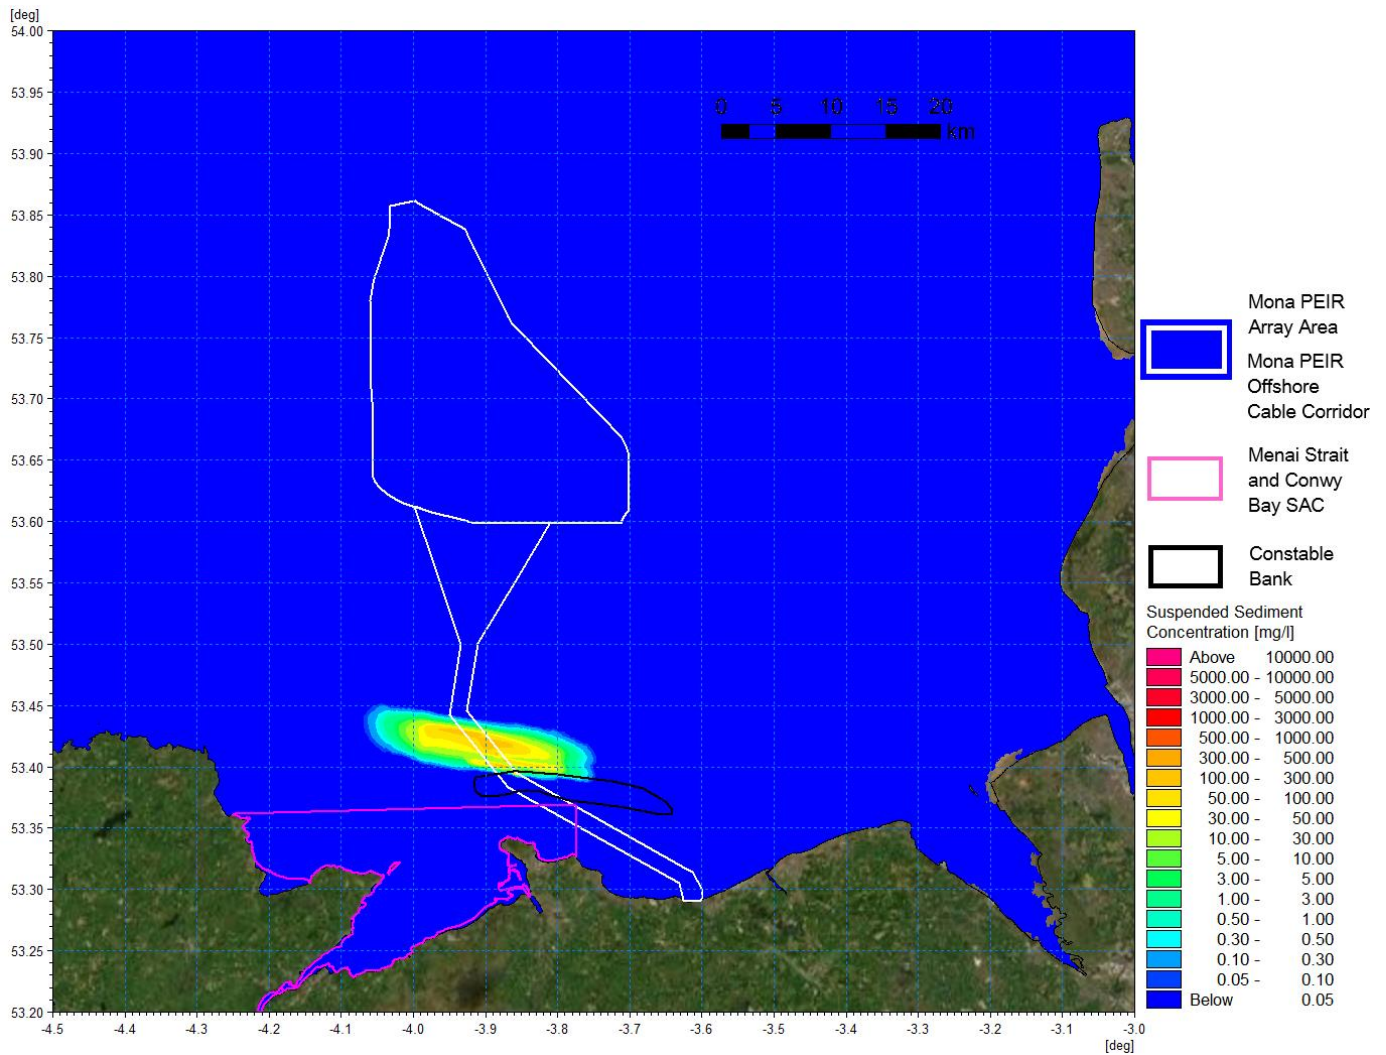 [deg]
54.00
53.95
53.90
53.85
53.80
53.75
53.70
53.65
53.60
53.55
53.50
53.45
53.40
53.35
53.30
53.25
53.20
-4.5 -4.4 -4.3 -4.2 -4.1 -4.0 -3.9 -3.8 -3.7 -3.6 -3.5 -3.4 -3.3 -3.2 -3.1 -3.0
[deg]
0 5 10 15 20
km
Mona PEIR
Array Area
Mona PEIR
Offshore
Cable Corridor
Menai Strait
and Conwy
Bay SAC
Constable
Bank
Suspended Sediment
Concentration [mg/l]
Above 10000.00
5000.00 - 10000.00
3000.00 - 5000.00
1000.00 - 3000.00
500.00 - 1000.00
300.00 - 500.00
100.00 - 300.00
50.00 - 100.00
30.00 - 50.00
10.00 - 30.00
5.00 - 10.00
3.00 - 5.00
1.00 - 3.00
0.50 - 1.00
0.30 - 0.50
0.10 - 0.30
0.05 - 0.10
Below 0.05